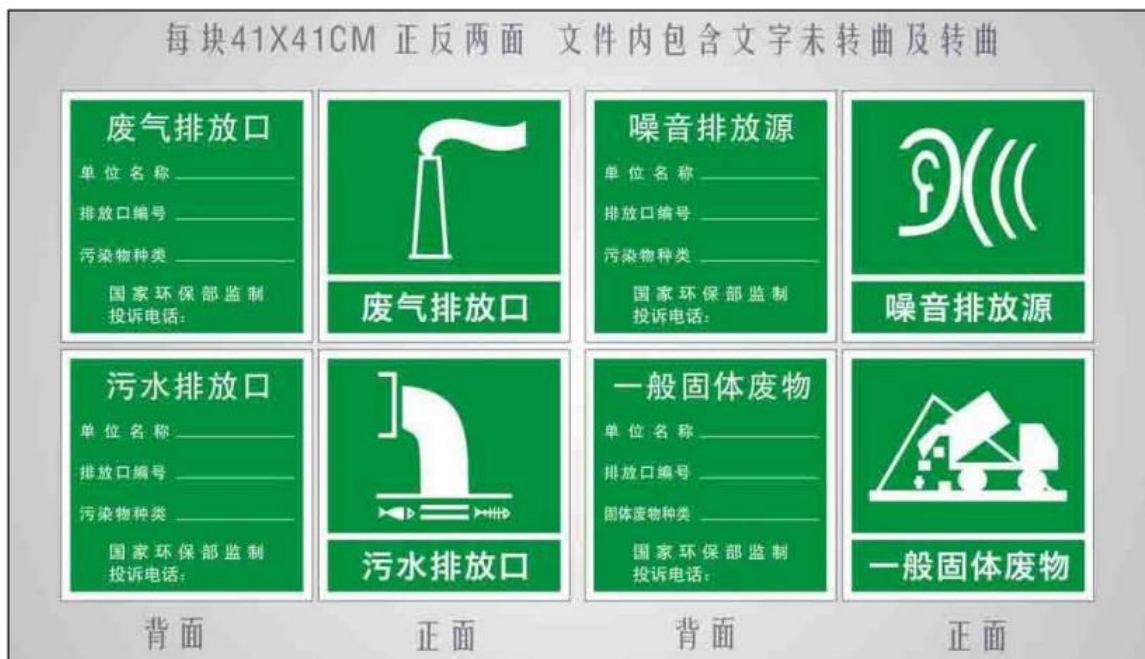 每块41X41CM 正反两面 文件内包含文字未转曲及转曲
废气排放口
单位名称
排放口编号
污染物种类
国家环保部监制
投诉电话：
废气排放口
噪音排放源
单位名称
排放口编号
污染物种类
国家环保部监制
投诉电话：
噪音排放源
污水排放口
单位名称
排放口编号
污染物种类
国家环保部监制
投诉电话：
污水排放口
一般固体废物
单位名称
排放口编号
固体废物种类
国家环保部监制
投诉电话：
一般固体废物
背面 正面 背面 正面